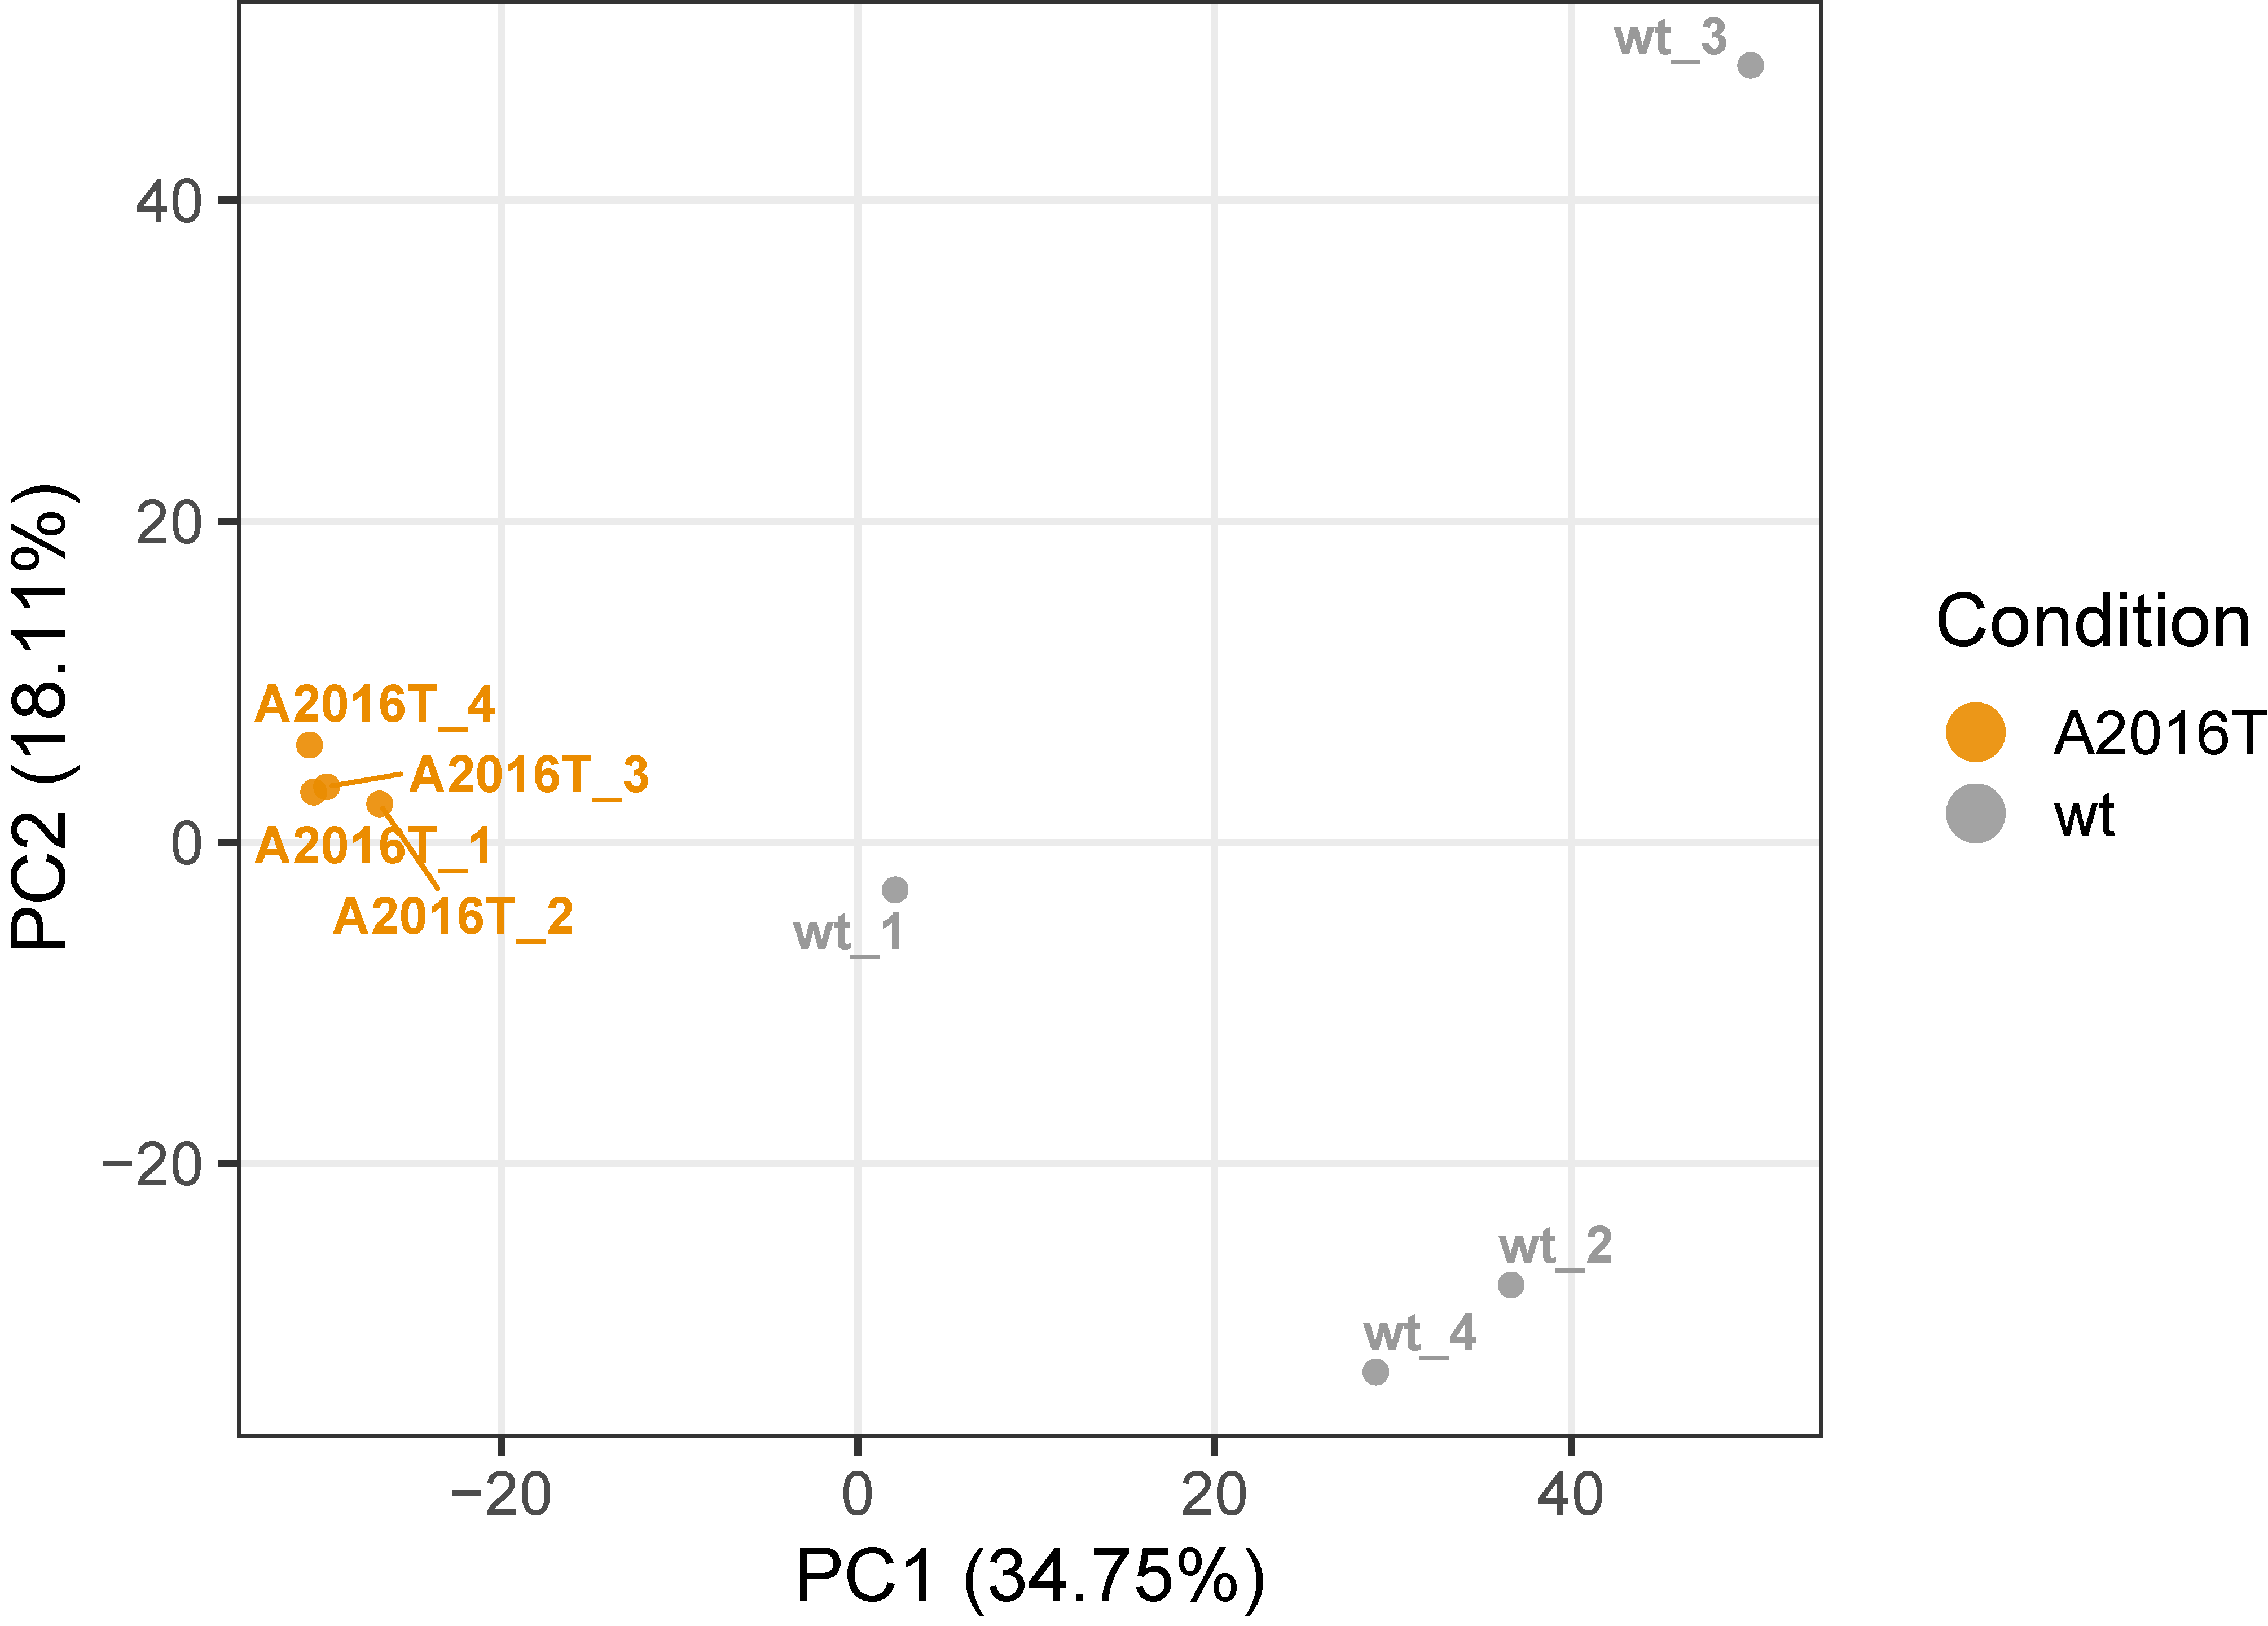 wt_3
40
20
A2016T_4
A2016T_3
0
A2016T_1
A2016T_2
wt_1
−20
wt_2
wt_4
−20 0 20 40
PC1 (34.75%)
PC2 (18.11%)
Condition
A2016T
wt